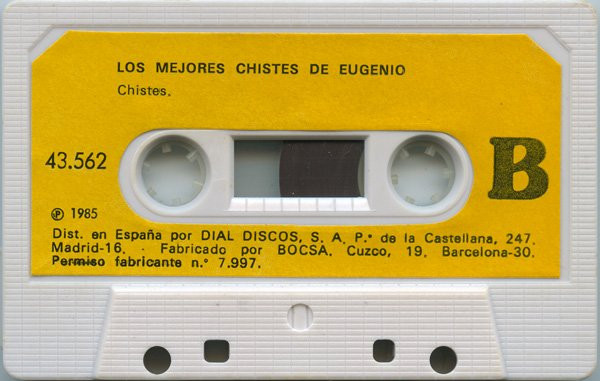 LOS MEJORES CHISTES DE EUGENIO
Chistes.
43.562
B
Ⓟ 1985
Dist. en España por DIAL DISCOS, S. A. P.º de la Castellana, 247.
Madrid-16. · Fabricado por BOCSA. Cuzco, 19. Barcelona-30.
Permiso fabricante n.º 7.997.